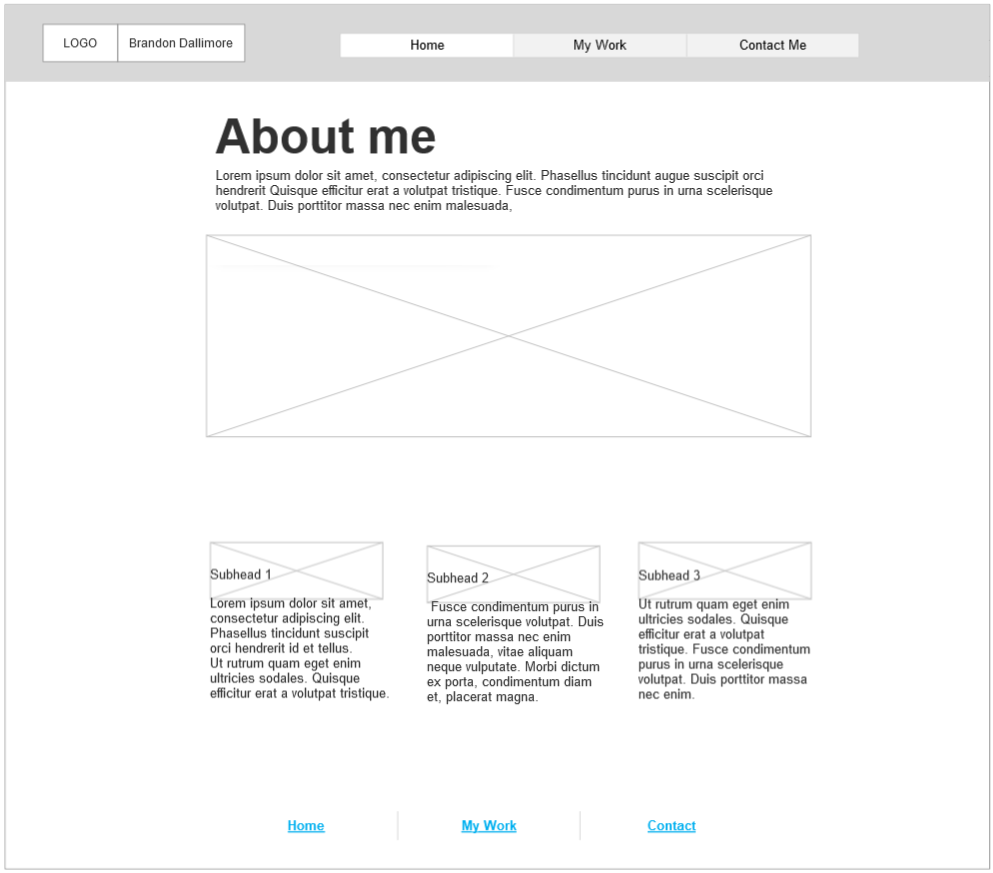 LOGO
Brandon Dallimore
Home
My Work
Contact Me
About me
Lorem ipsum dolor sit amet, consectetur adipiscing elit. Phasellus tincidunt augue suscipit orci
hendrerit Quisque efficitur erat a volutpat tristique. Fusce condimentum purus in urna scelerisque
volutpat. Duis porttitor massa nec enim malesuada,
Subhead 1
Lorem ipsum dolor sit amet,
consectetur adipiscing elit.
Phasellus tincidunt suscipit
orci hendrerit id et tellus.
Ut rutrum quam eget enim
ultricies sodales. Quisque
efficitur erat a volutpat tristique.
Subhead 2
Fusce condimentum purus in
urna scelerisque volutpat. Duis
porttitor massa nec enim
malesuada, vitae aliquam
neque vulputate. Morbi dictum
ex porta, condimentum diam
et, placerat magna.
Subhead 3
Ut rutrum quam eget enim
ultricies sodales. Quisque
efficitur erat a volutpat
tristique. Fusce condimentum
purus in urna scelerisque
volutpat. Duis porttitor massa
nec enim.
Home
My Work
Contact